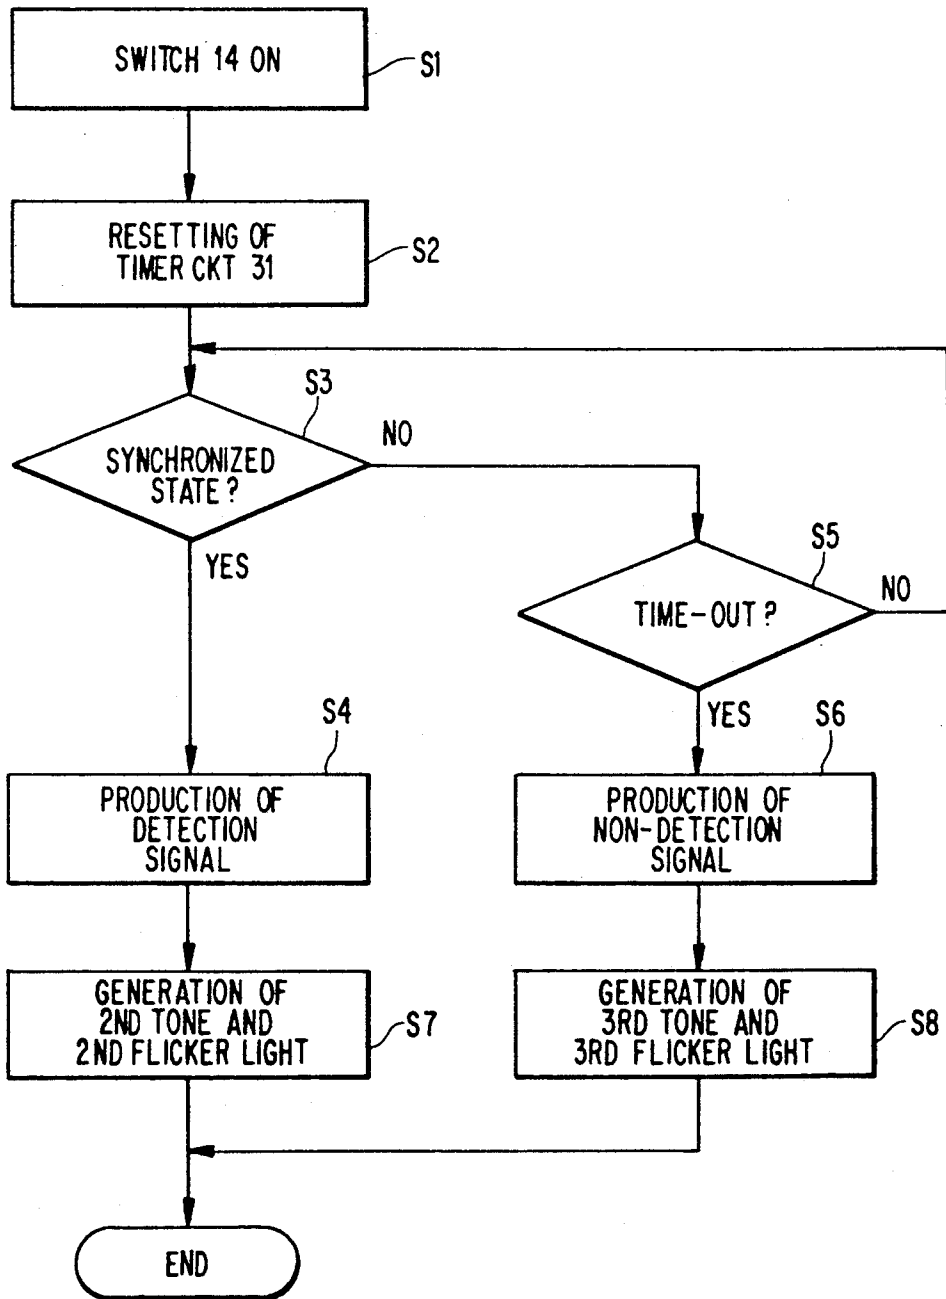 SWITCH 14 ON
S1
RESETTING OF
TIMER CKT 31
S2
S3
SYNCHRONIZED
STATE?
NO
YES
S5
TIME-OUT?
NO
YES
S4
PRODUCTION OF
DETECTION
SIGNAL
S6
PRODUCTION OF
NON-DETECTION
SIGNAL
GENERATION OF
2ND TONE AND
2ND FLICKER LIGHT
S7
GENERATION OF
3RD TONE AND
3RD FLICKER LIGHT
S8
END